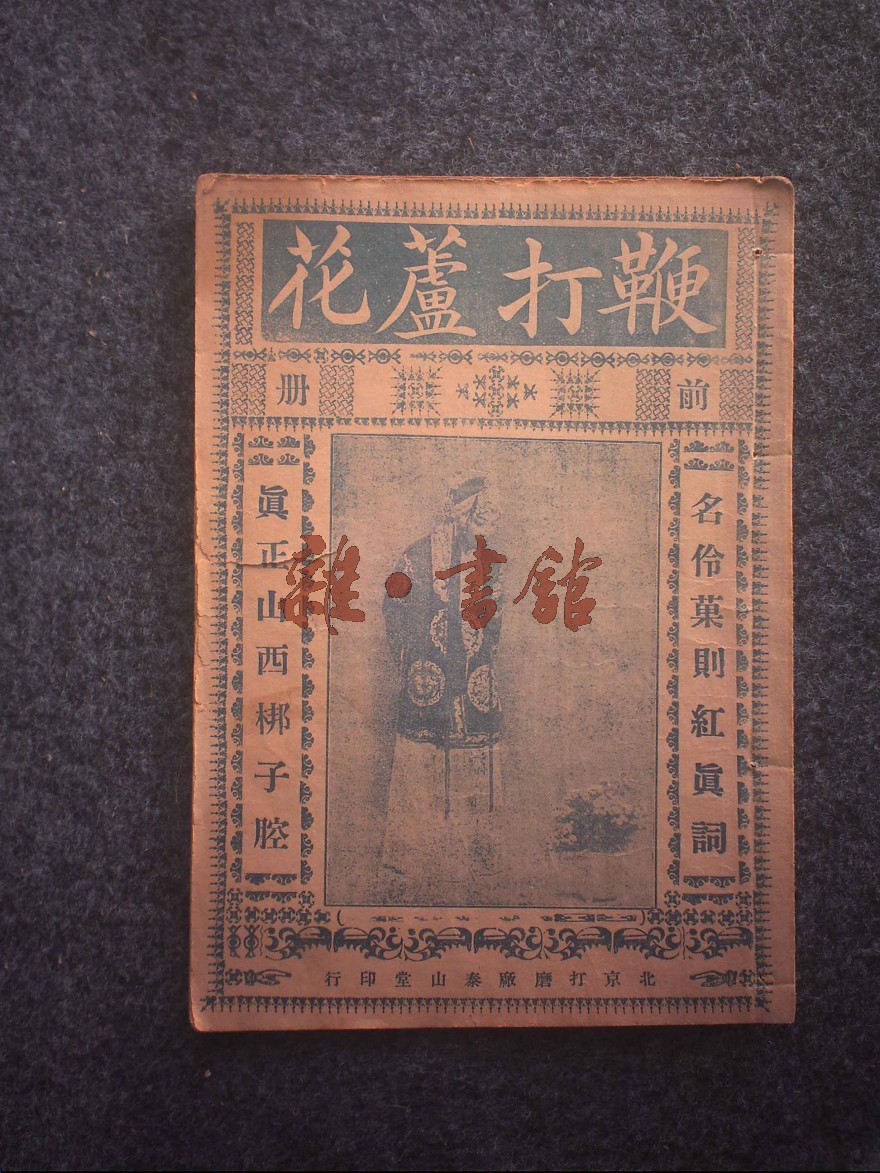 鞭打蘆花
前册
名伶菓則紅眞詞
眞正山西梆子腔
雜·書館
北京打磨廠泰山堂印行